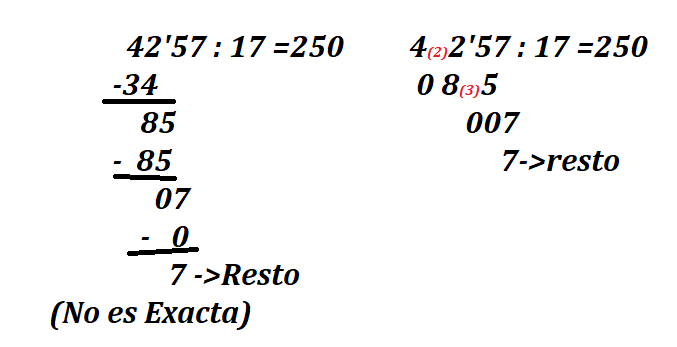 42'57 : 17 =250
-34
85
- 85
07
- 0
7 ->Resto
(No es Exacta)
4(2)2'57 : 17 =250
0 8(3)5
007
7->resto